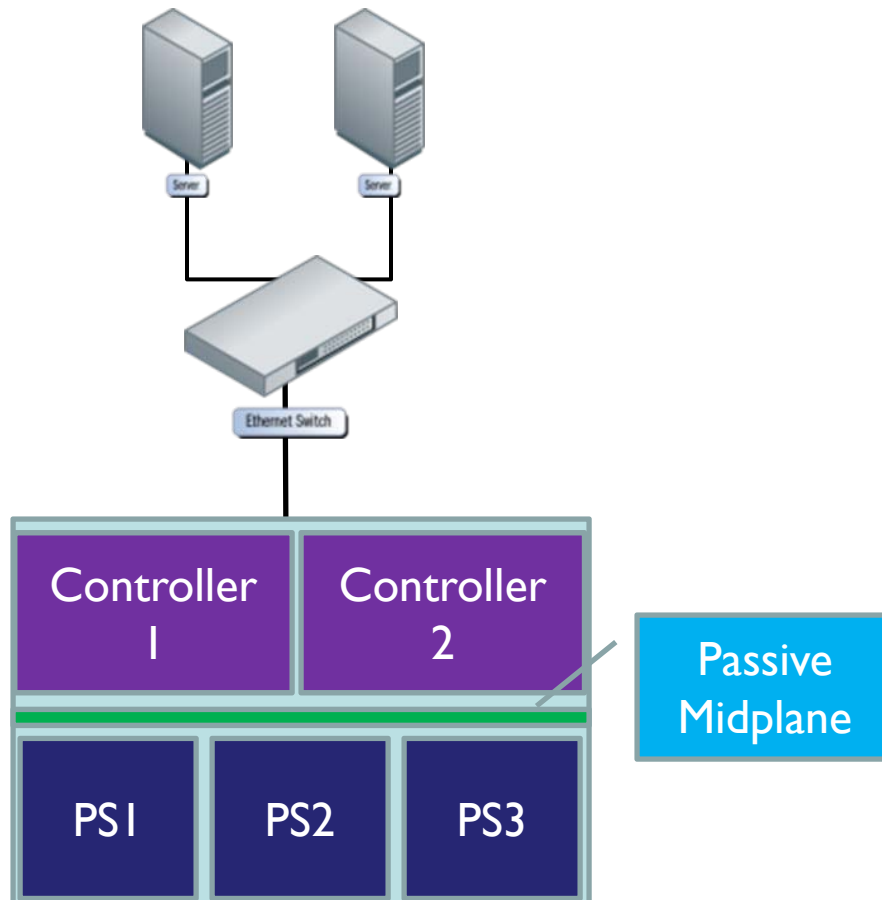 Server
Server
Ethernet Switch
Controller
1
Controller
2
Passive
Midplane
PS1
PS2
PS3